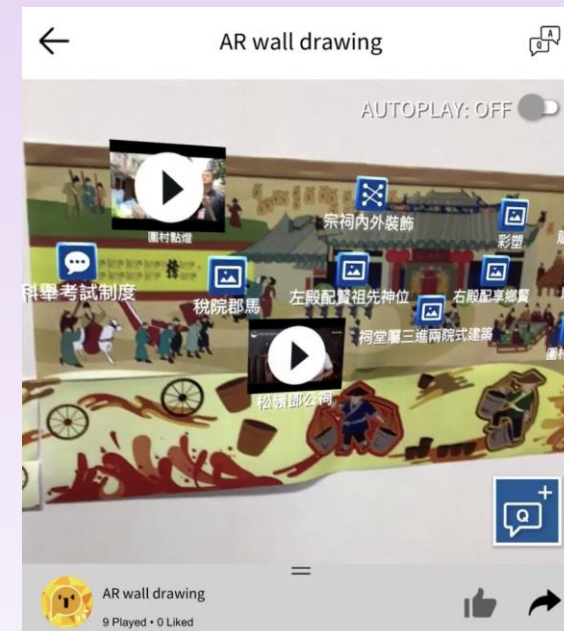 AR wall drawing
AUTOPLAY: OFF
圍村點燈
宗祠內外裝飾
彩塑
科舉考試制度
稅院郡馬
左殿配賢祖先神位
右殿配享鄉賢
祠堂屬三進兩院式建築
松嶺鄧公祠
Q
A
Q
AR wall drawing
9 Played • 0 Liked